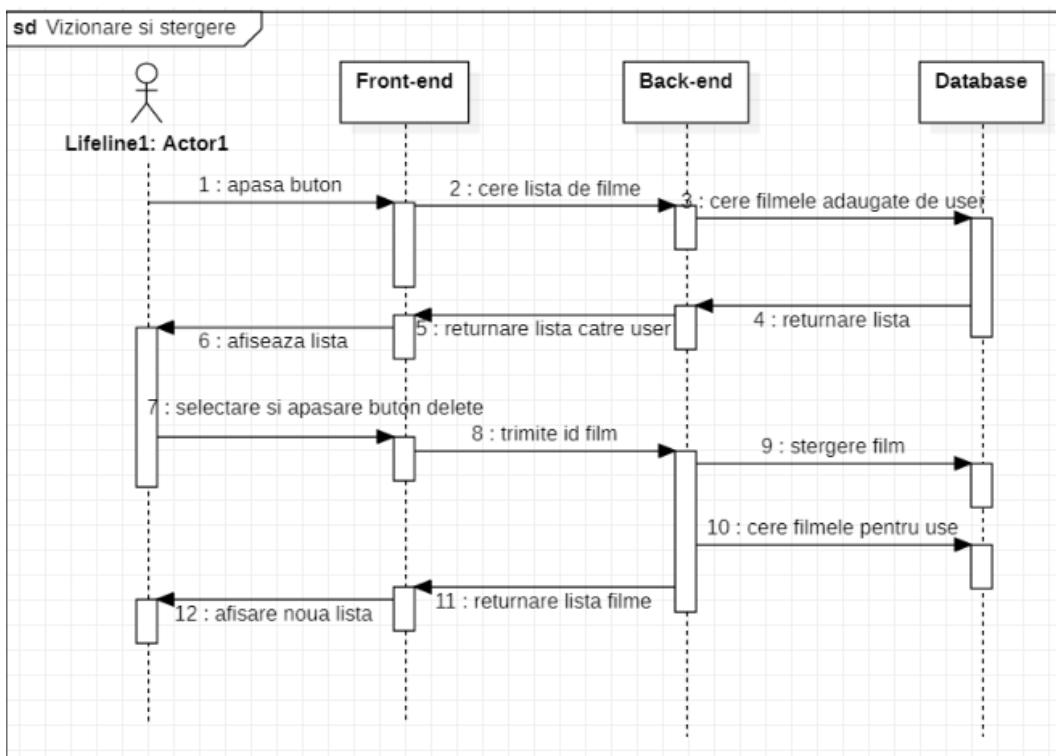 sd Vizionare si stergere
Front-end
Back-end
Database
Lifeline1: Actor1
1 : apasa buton
2 : cere lista de filme
3 : cere filmele adaugate de user
4 : returnare lista
5 : returnare lista catre user
6 : afiseaza lista
7 : selectare si apasare buton delete
8 : trimite id film
9 : stergere film
10 : cere filmele pentru use
11 : returnare lista filme
12 : afisare noua lista